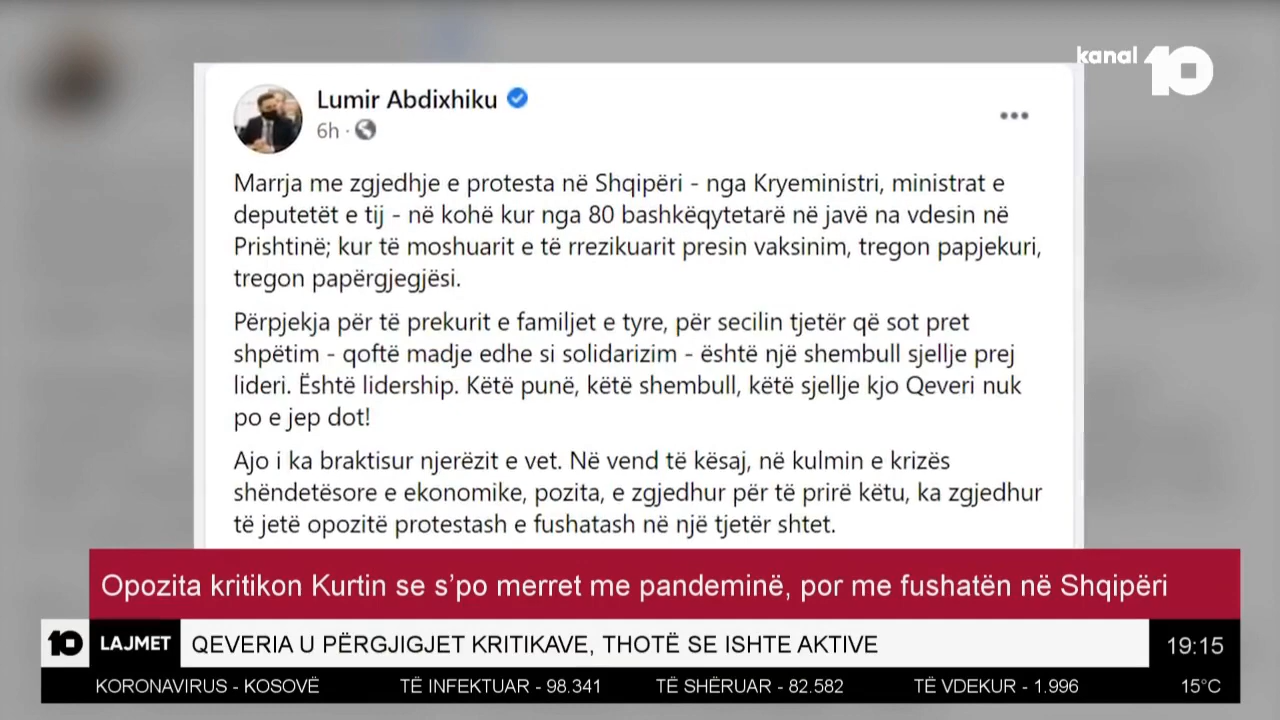 kanal 10
Lumir Abdixhiku
6h ·
Marrja me zgjedhje e protesta në Shqipëri - nga Kryeministri, ministrat e
deputetët e tij - në kohë kur nga 80 bashkëqytetarë në javë na vdesin në
Prishtinë; kur të moshuarit e të rrezikuarit presin vaksinim, tregon papjekuri,
tregon papërgjegjësi.
Përpjekja për të prekurit e familjet e tyre, për secilin tjetër që sot pret
shpëtim - qoftë madje edhe si solidarizim - është një shembull sjellje prej
lideri. Është lidership. Këtë punë, këtë shembull, këtë sjellje kjo Qeveri nuk
po e jep dot!
Ajo i ka braktisur njerëzit e vet. Në vend të kësaj, në kulmin e krizës
shëndetësore e ekonomike, pozita, e zgjedhur për të prirë këtu, ka zgjedhur
të jetë opozitë protestash e fushatash në një tjetër shtet.
Opozita kritikon Kurtin se s’po merret me pandeminë, por me fushatën në Shqipëri
10 LAJMET QEVERIA U PËRGJIGJET KRITIKAVE, THOTË SE ISHTE AKTIVE 19:15
KORONAVIRUS - KOSOVË TË INFEKTUAR - 98.341 TË SHËRUAR - 82.582 TË VDEKUR - 1.996 15°C